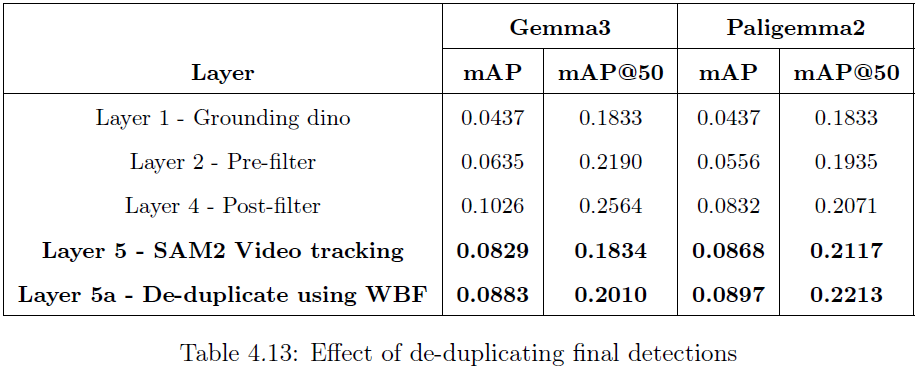 Gemma3 Paligemma2
Layer mAP mAP@50 mAP mAP@50
Layer 1 - Grounding dino 0.0437 0.1833 0.0437 0.1833
Layer 2 - Pre-filter 0.0635 0.2190 0.0556 0.1935
Layer 4 - Post-filter 0.1026 0.2564 0.0832 0.2071
Layer 5 - SAM2 Video tracking 0.0829 0.1834 0.0868 0.2117
Layer 5a - De-duplicate using WBF 0.0883 0.2010 0.0897 0.2213
Table 4.13: Effect of de-duplicating final detections